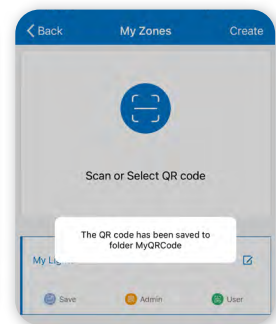 Back My Zones Create
Scan or Select QR code
The QR code has been saved to
folder MyQRCode
My
Save Admin User